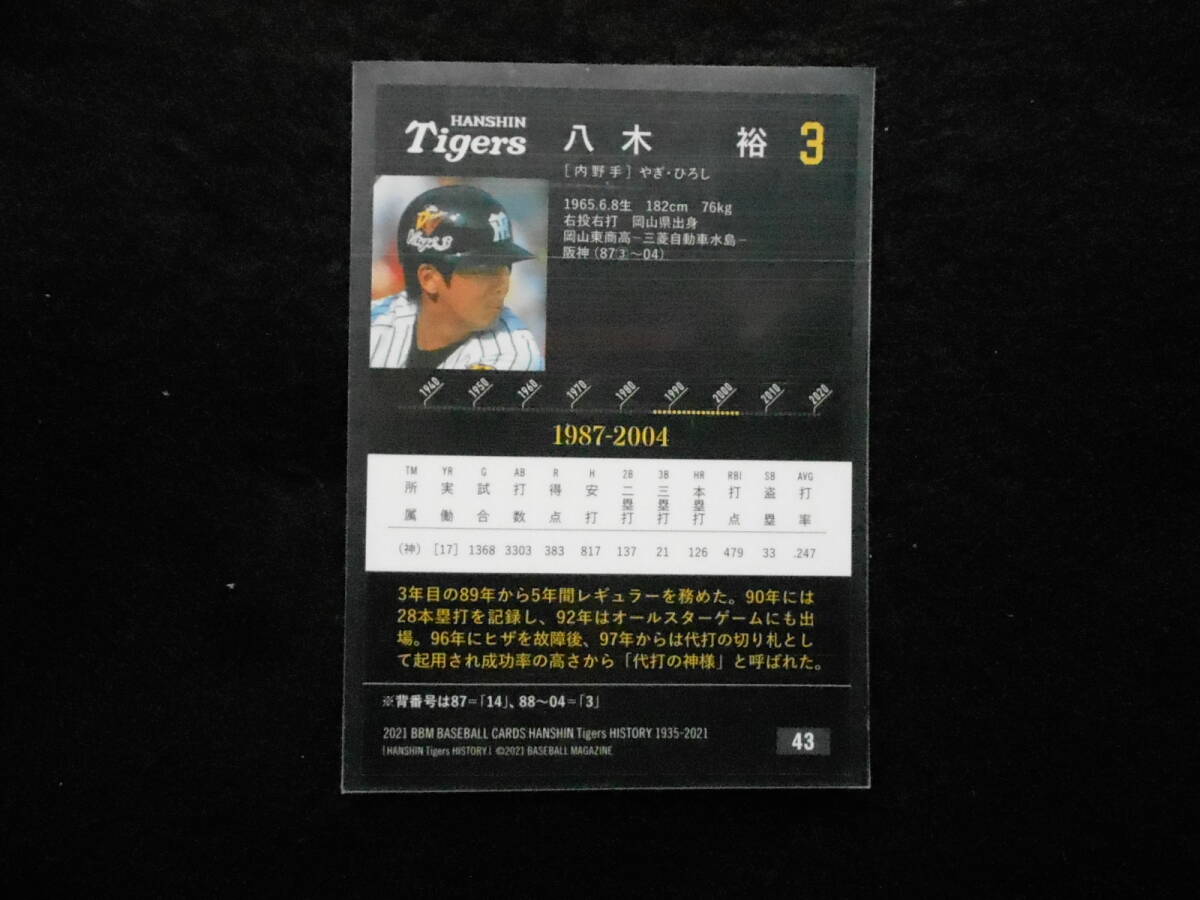 HANSHIN
Tigers
八木 裕 3
[内野手] やぎ・ひろし
1965.6.8生 182cm 76kg
右投右打 岡山県出身
岡山東商高－三菱自動車水島－
阪神(87③～04)
1940 1950 1960 1970 1980 1990 2000 2010 2020
1987-2004
TM YR G AB R H 2B 3B HR RBI SB AVG
所属 実働 試合 打数 得点 安打 二塁打 三塁打 本塁打 打点 盗塁 打率
(神) [17] 1368 3303 383 817 137 21 126 479 33 .247
3年目の89年から5年間レギュラーを務めた。90年には
28本塁打を記録し、92年はオールスターゲームにも出
場。96年にヒザを故障後、97年からは代打の切り札とし
て起用され成功率の高さから「代打の神様」と呼ばれた。
※背番号は87＝「14」、88～04＝「3」
2021 BBM BASEBALL CARDS HANSHIN Tigers HISTORY 1935-2021
[HANSHIN Tigers HISTORY] ©2021 BASEBALL MAGAZINE
43